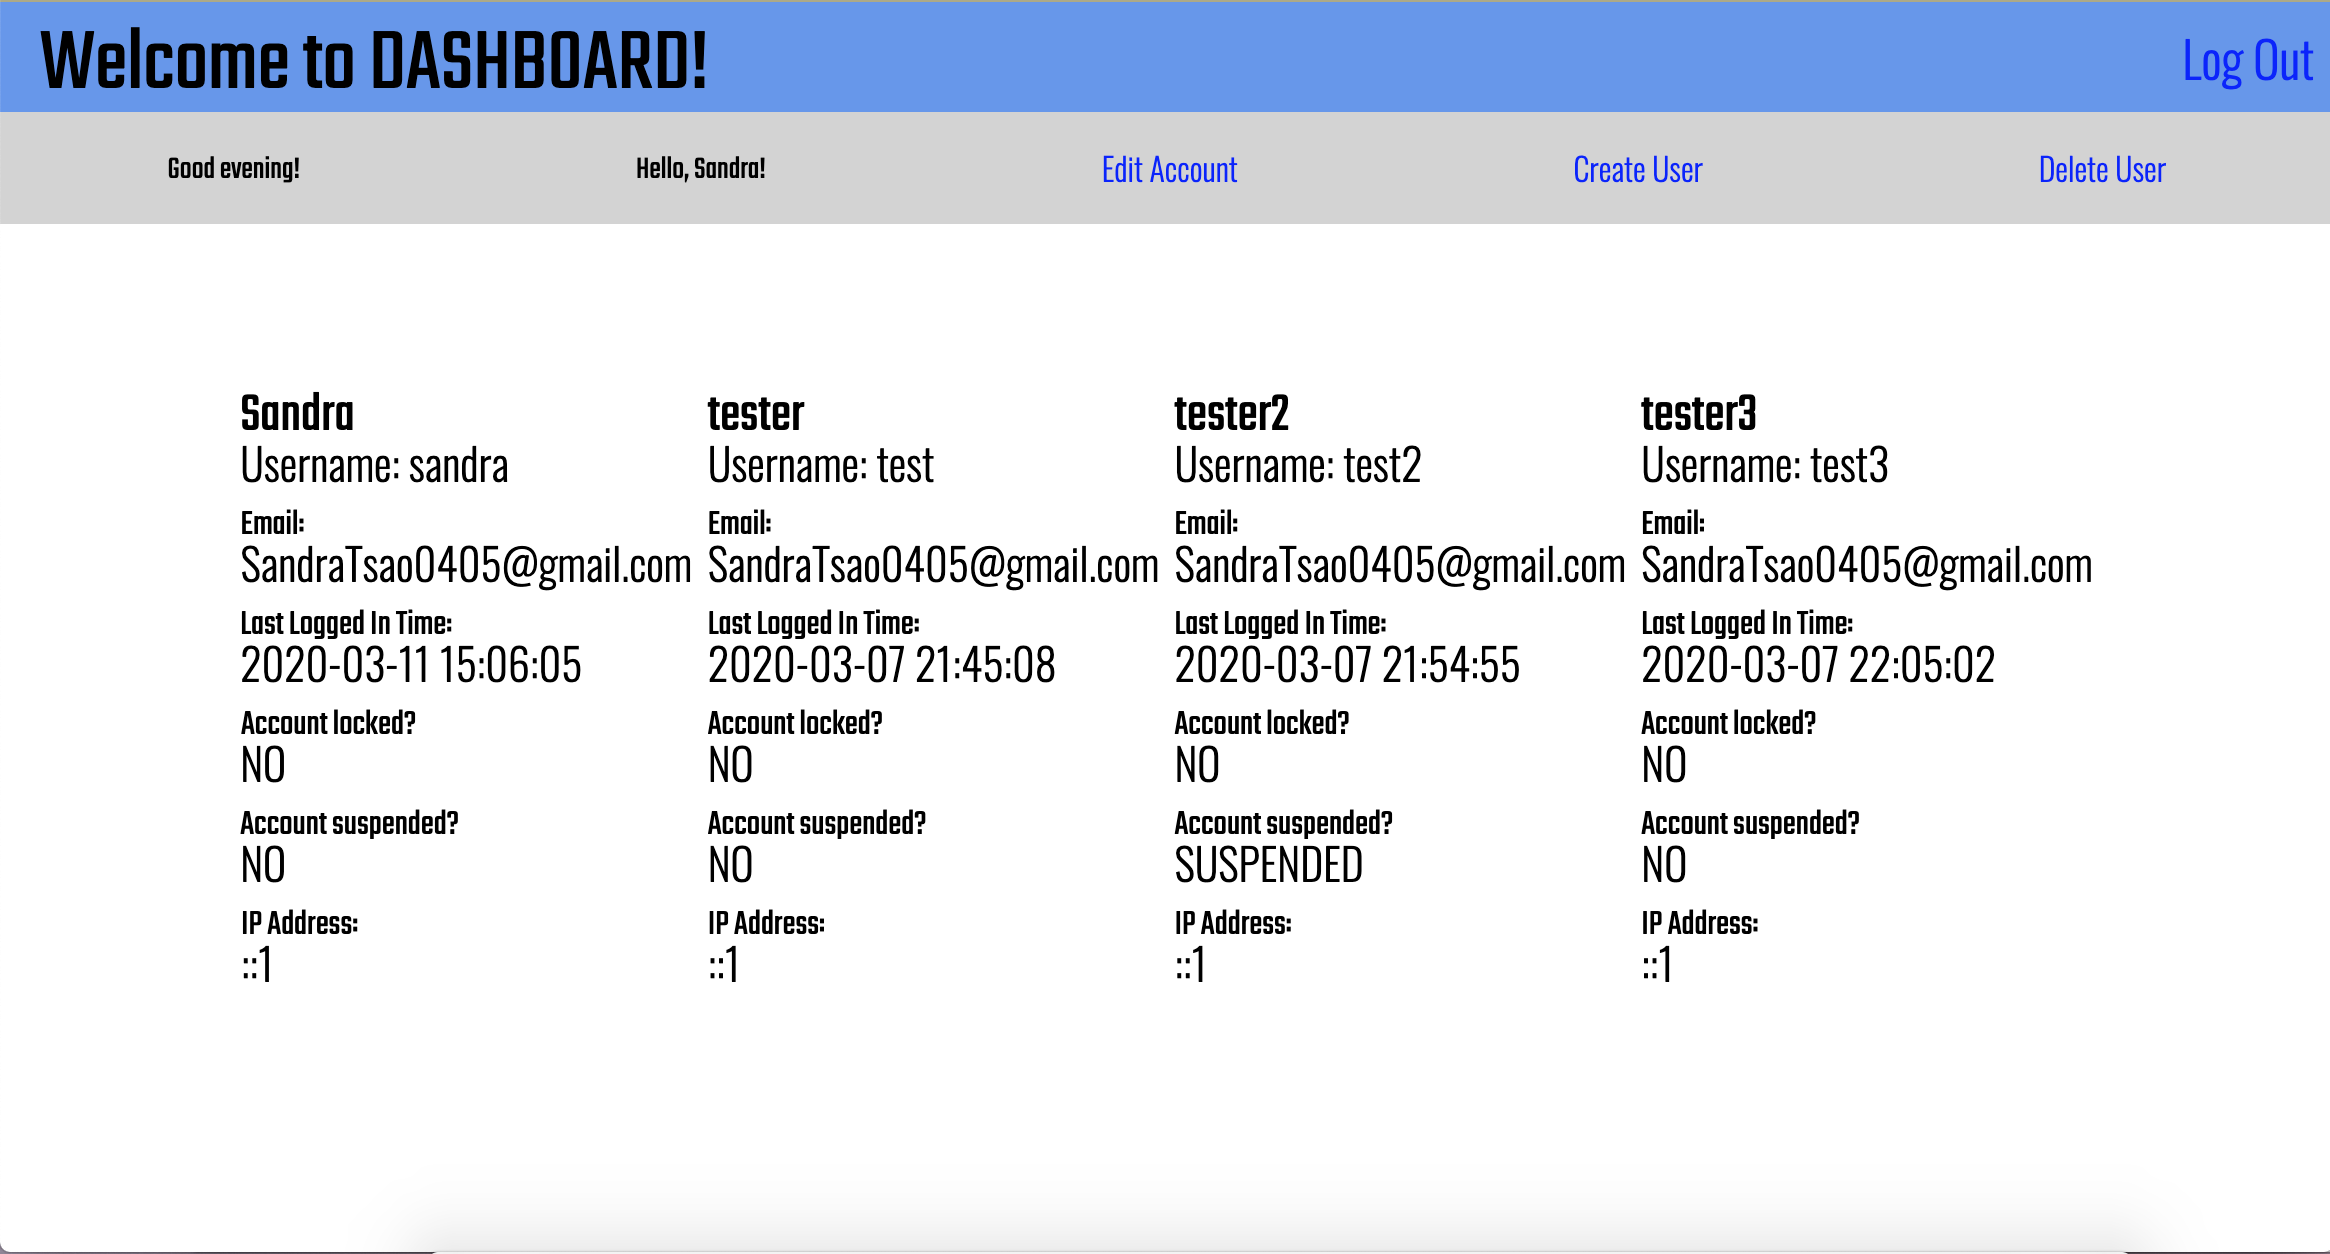 Welcome to DASHBOARD!
Log Out
Good evening!
Hello, Sandra!
Edit Account
Create User
Delete User
Sandra
Username: sandra
Email:
SandraTsao0405@gmail.com
Last Logged In Time:
2020-03-11 15:06:05
Account locked?
NO
Account suspended?
NO
IP Address:
::1
tester
Username: test
Email:
SandraTsao0405@gmail.com
Last Logged In Time:
2020-03-07 21:45:08
Account locked?
NO
Account suspended?
NO
IP Address:
::1
tester2
Username: test2
Email:
SandraTsao0405@gmail.com
Last Logged In Time:
2020-03-07 21:54:55
Account locked?
NO
Account suspended?
SUSPENDED
IP Address:
::1
tester3
Username: test3
Email:
SandraTsao0405@gmail.com
Last Logged In Time:
2020-03-07 22:05:02
Account locked?
NO
Account suspended?
NO
IP Address:
::1